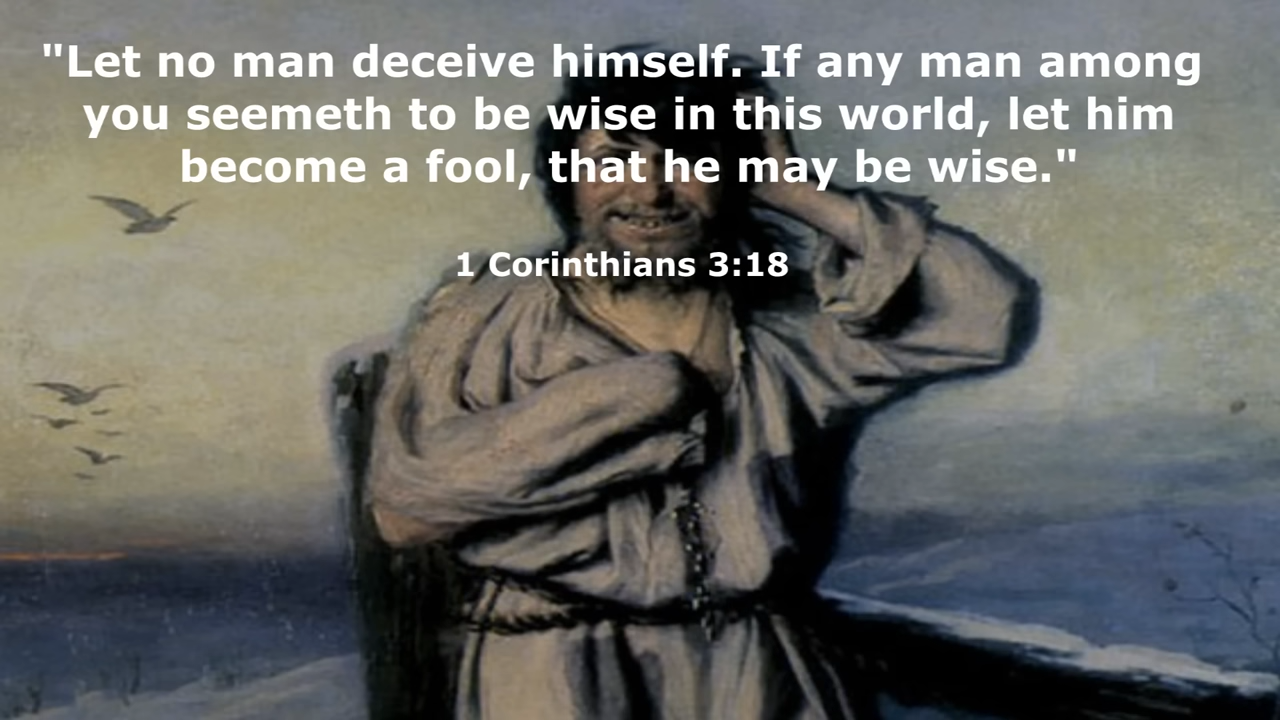 "Let no man deceive himself. If any man among
you seemeth to be wise in this world, let him
become a fool, that he may be wise."
1 Corinthians 3:18